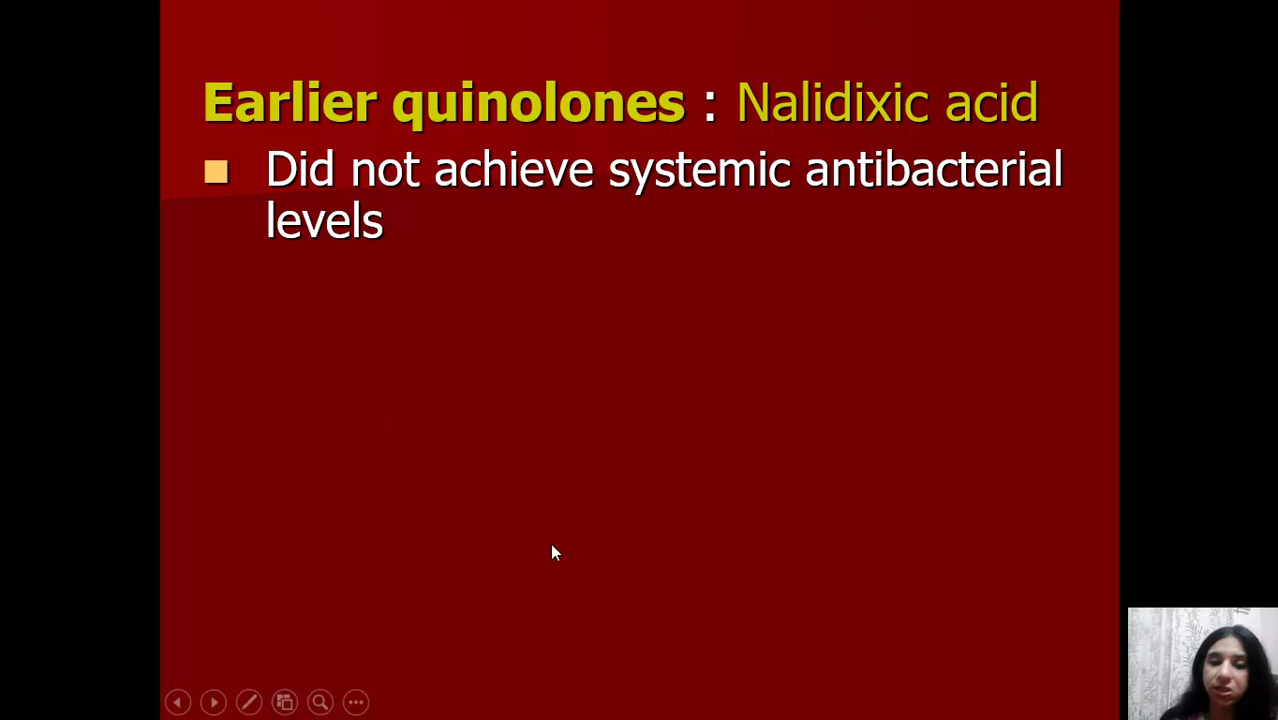 Earlier quinolones : Nalidixic acid
Did not achieve systemic antibacterial
levels